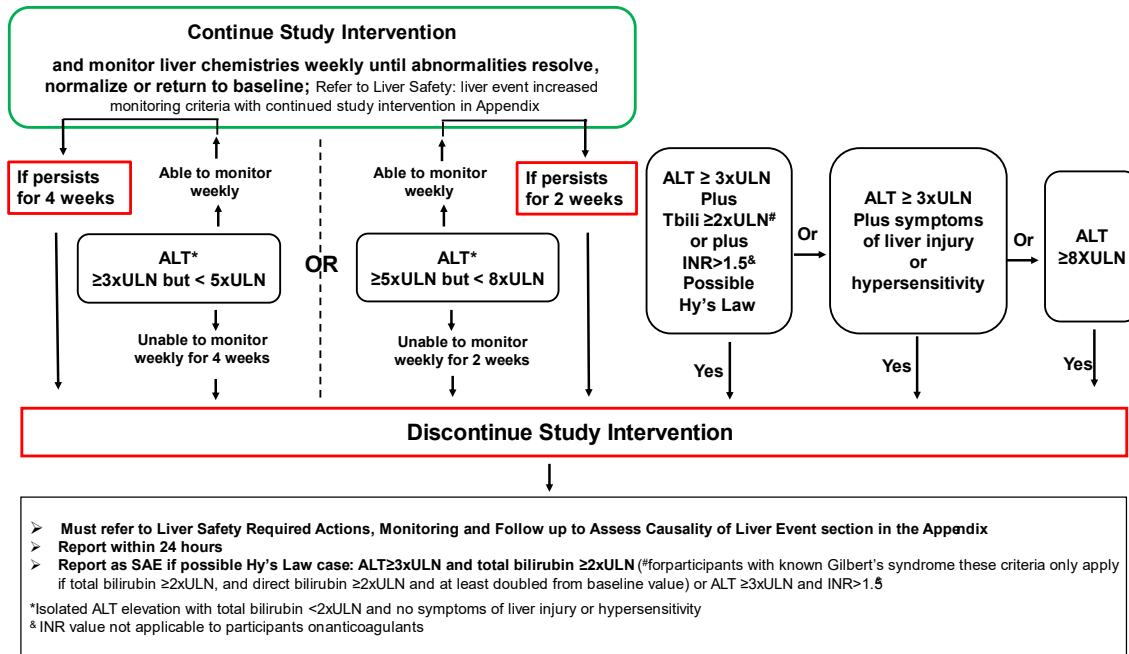 Continue Study Intervention
and monitor liver chemistries weekly until abnormalities resolve,
normalize or return to baseline; Refer to Liver Safety: liver event increased
monitoring criteria with continued study intervention in Appendix
If persists
for 4 weeks
Able to monitor
weekly
ALT*
≥3xULN but < 5xULN
Unable to monitor
weekly for 4 weeks
OR
Able to monitor
weekly
ALT*
≥5xULN but < 8xULN
Unable to monitor
weekly for 2 weeks
If persists
for 2 weeks
ALT ≥ 3xULN
Plus
Tbili ≥2xULN#
or plus
INR>1.5&
Possible
Hy's Law
Yes
Or
ALT ≥ 3xULN
Plus symptoms
of liver injury
or
hypersensitivity
Yes
Or
ALT
≥8XULN
Yes
Discontinue Study Intervention
➢ Must refer to Liver Safety Required Actions, Monitoring and Follow up to Assess Causality of Liver Event section in the Appendix
➢ Report within 24 hours
➢ Report as SAE if possible Hy's Law case: ALT≥3xULN and total bilirubin ≥2xULN (#forparticipants with known Gilbert's syndrome these criteria only apply
if total bilirubin ≥2xULN, and direct bilirubin ≥2xULN and at least doubled from baseline value) or ALT ≥3xULN and INR>1.5
*Isolated ALT elevation with total bilirubin <2xULN and no symptoms of liver injury or hypersensitivity
& INR value not applicable to participants onanticoagulants